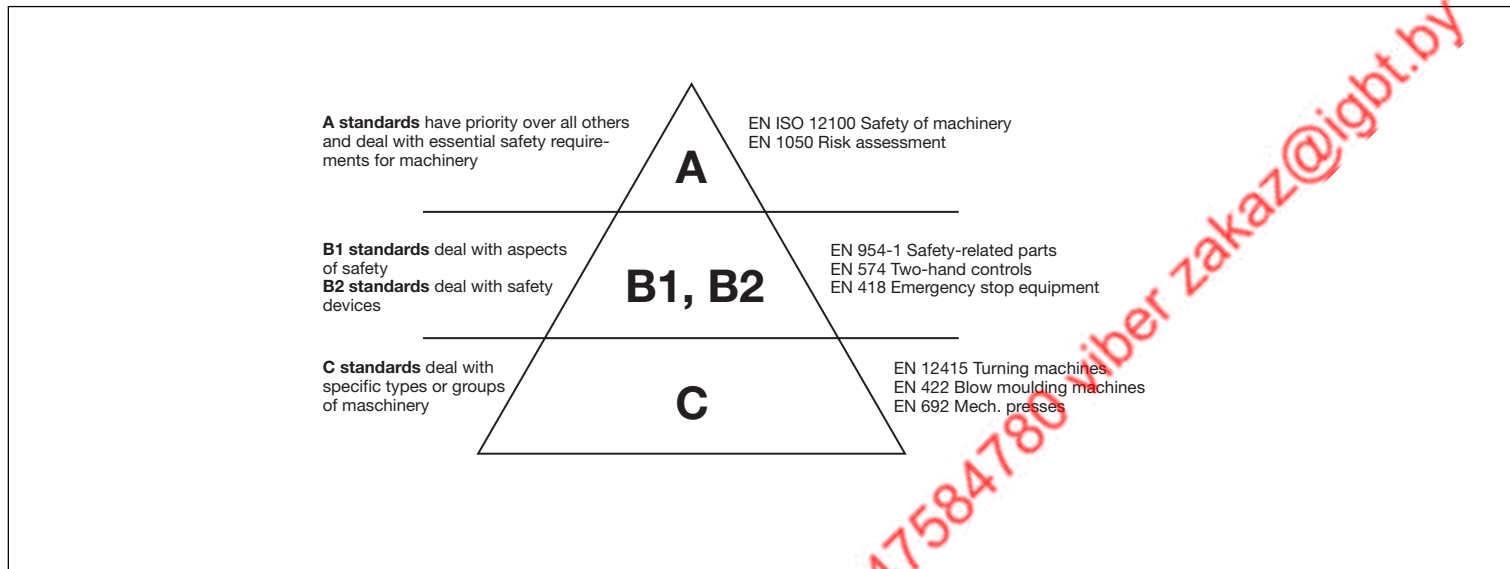 A standards have priority over all others
and deal with essential safety require-
ments for machinery
A
EN ISO 12100 Safety of machinery
EN 1050 Risk assessment
B1 standards deal with aspects
of safety
B2 standards deal with safety
devices
B1, B2
EN 954-1 Safety-related parts
EN 574 Two-hand controls
EN 418 Emergency stop equipment
C standards deal with
specific types or groups
of maschinery
C
EN 12415 Turning machines
EN 422 Blow moulding machines
EN 692 Mech. presses
7584780 viber zakaz@igbt.by